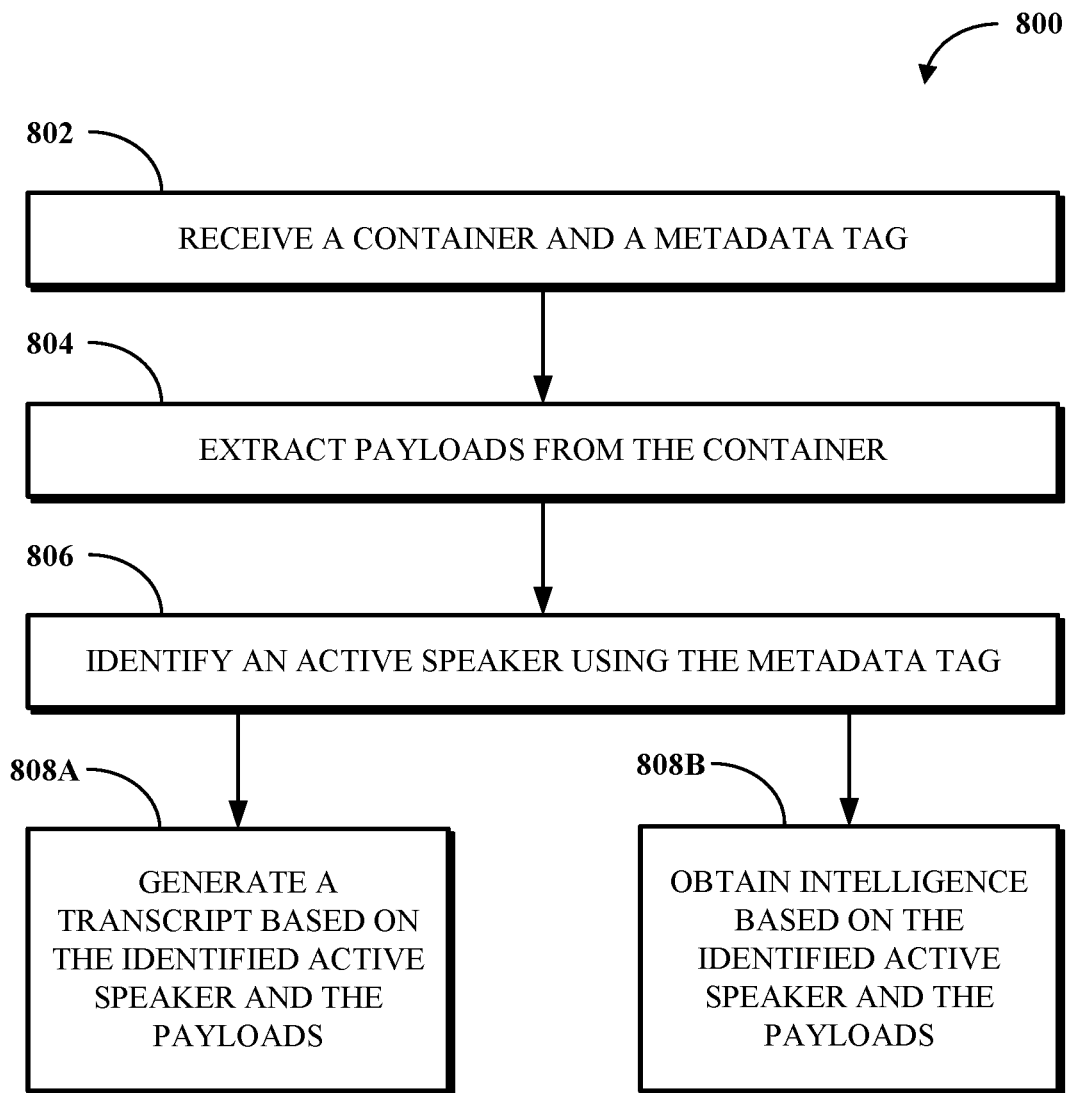 800
802
RECEIVE A CONTAINER AND A METADATA TAG
804
EXTRACT PAYLOADS FROM THE CONTAINER
806
IDENTIFY AN ACTIVE SPEAKER USING THE METADATA TAG
808A
GENERATE A
TRANSCRIPT BASED ON
THE IDENTIFIED ACTIVE
SPEAKER AND THE
PAYLOADS
808B
OBTAIN INTELLIGENCE
BASED ON THE
IDENTIFIED ACTIVE
SPEAKER AND THE
PAYLOADS